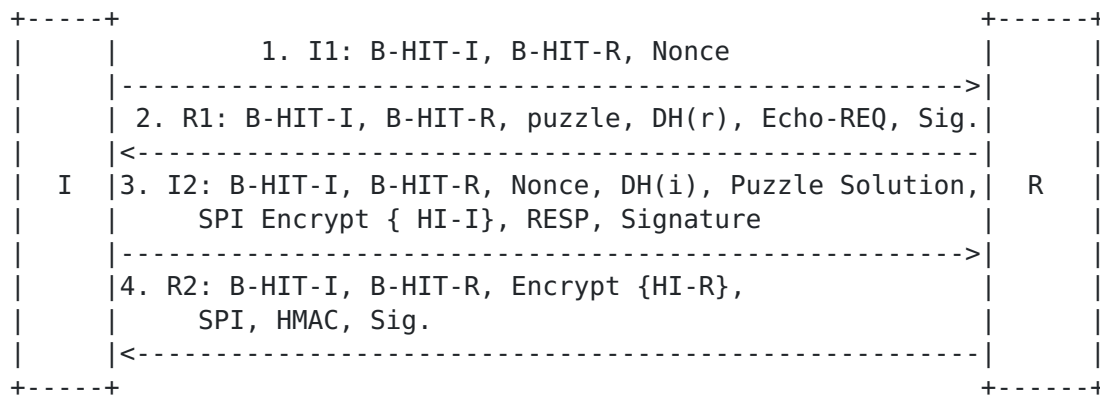 1. I1: B-HIT-I, B-HIT-R, Nonce
2. R1: B-HIT-I, B-HIT-R, puzzle, DH(r), Echo-REQ, Sig.
I 3. I2: B-HIT-I, B-HIT-R, Nonce, DH(i), Puzzle Solution, R
SPI Encrypt { HI-I}, RESP, Signature
4. R2: B-HIT-I, B-HIT-R, Encrypt {HI-R},
SPI, HMAC, Sig.